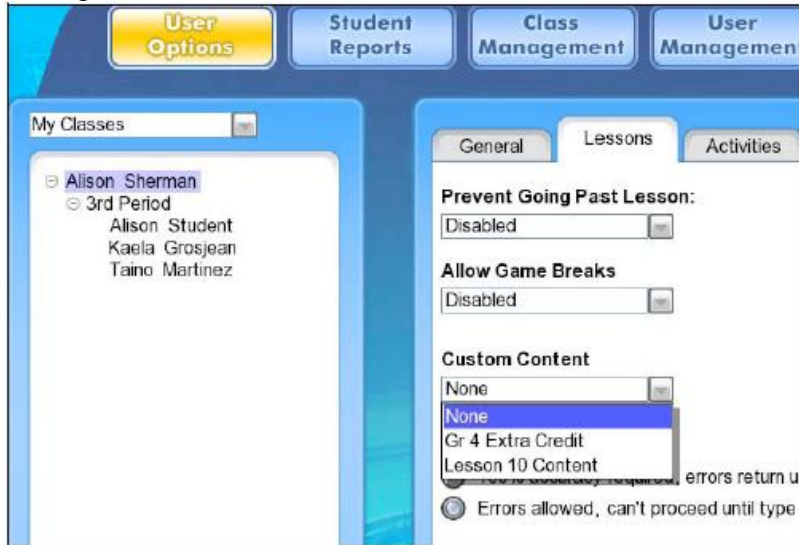 User Options
Student Reports
Class Management
User Managemen
My Classes
Alison Sherman
3rd Period
Alison Student
Kaela Grosjean
Taino Martinez
General
Lessons
Activities
Prevent Going Past Lesson:
Disabled
Allow Game Breaks
Disabled
Custom Content
None
None
Gr 4 Extra Credit
Lesson 10 Content
errors return u
Errors allowed, can't proceed until type